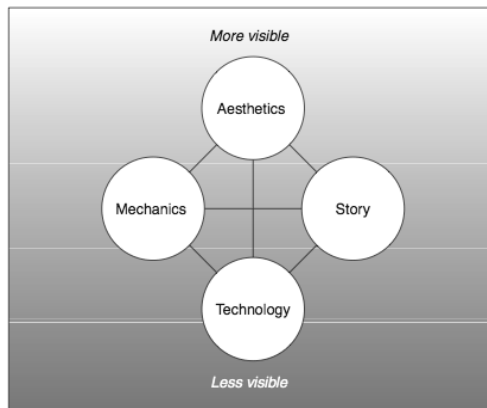 More visible
Aesthetics
Mechanics
Story
Technology
Less visible